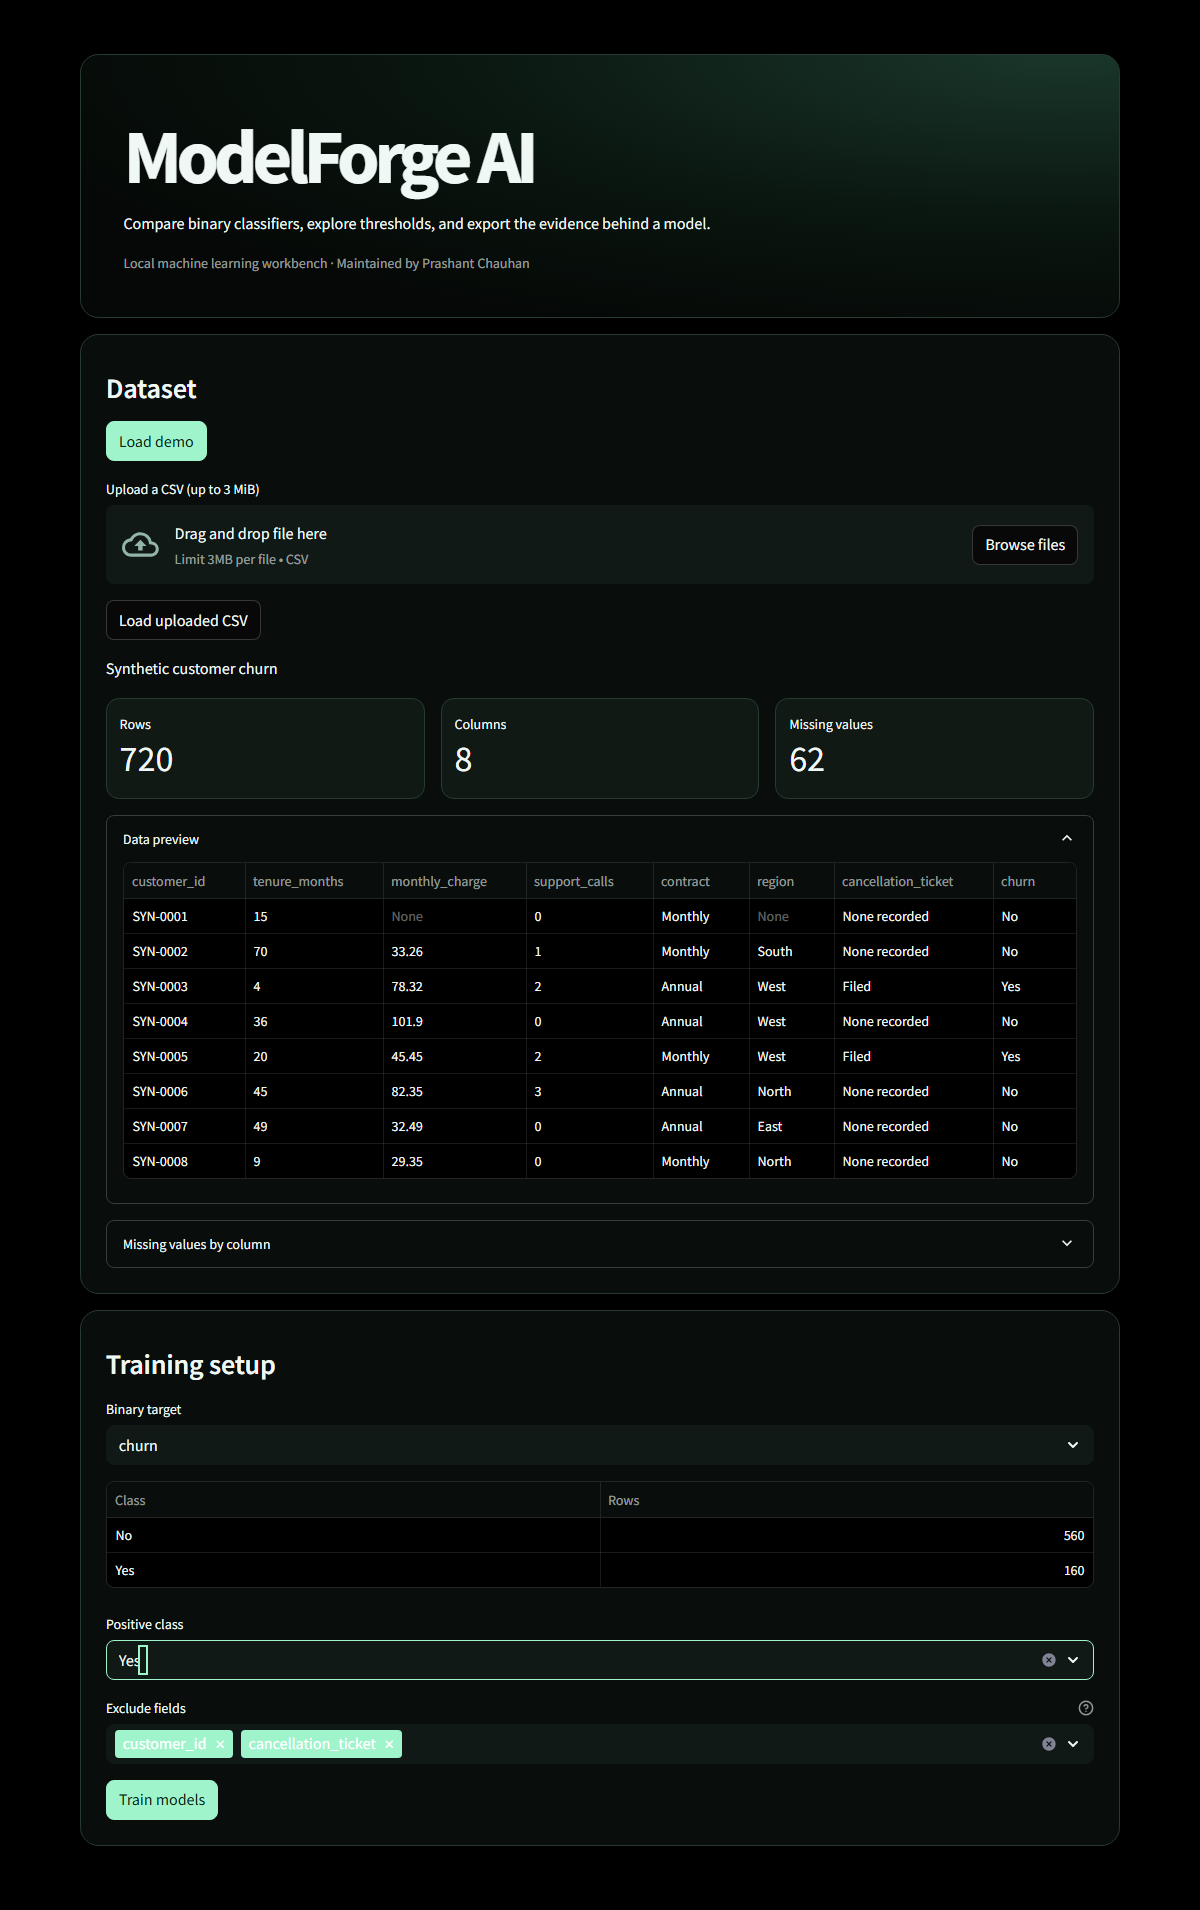 ModelForge AI
Compare binary classifiers, explore thresholds, and export the evidence behind a model.
Local machine learning workbench · Maintained by Prashant Chauhan
Dataset
Load demo
Upload a CSV (up to 3 MiB)
Drag and drop file here
Limit 3MB per file • CSV
Browse files
Load uploaded CSV
Synthetic customer churn
Rows Columns Missing values
720 8 62
Data preview
customer_id tenure_months monthly_charge support_calls contract region cancellation_ticket churn
SYN-0001 15 None 0 Monthly None None recorded No
SYN-0002 70 33.26 1 Monthly South None recorded No
SYN-0003 4 78.32 2 Annual West Filed Yes
SYN-0004 36 101.9 0 Annual West None recorded No
SYN-0005 20 45.45 2 Monthly West Filed Yes
SYN-0006 45 82.35 3 Annual North None recorded No
SYN-0007 49 32.49 0 Annual East None recorded No
SYN-0008 9 29.35 0 Monthly North None recorded No
Missing values by column
Training setup
Binary target
churn
Class Rows
No 560
Yes 160
Positive class
Yes
Exclude fields
customer_id cancellation_ticket
Train models